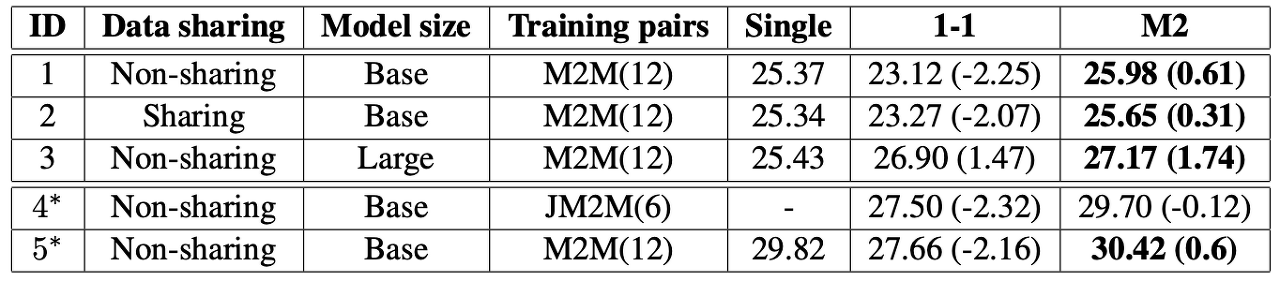 ID Data sharing Model size Training pairs Single 1-1 M2
1 Non-sharing Base M2M(12) 25.37 23.12 (-2.25) 25.98 (0.61)
2 Sharing Base M2M(12) 25.34 23.27 (-2.07) 25.65 (0.31)
3 Non-sharing Large M2M(12) 25.43 26.90 (1.47) 27.17 (1.74)
4* Non-sharing Base JM2M(6) - 27.50 (-2.32) 29.70 (-0.12)
5* Non-sharing Base M2M(12) 29.82 27.66 (-2.16) 30.42 (0.6)